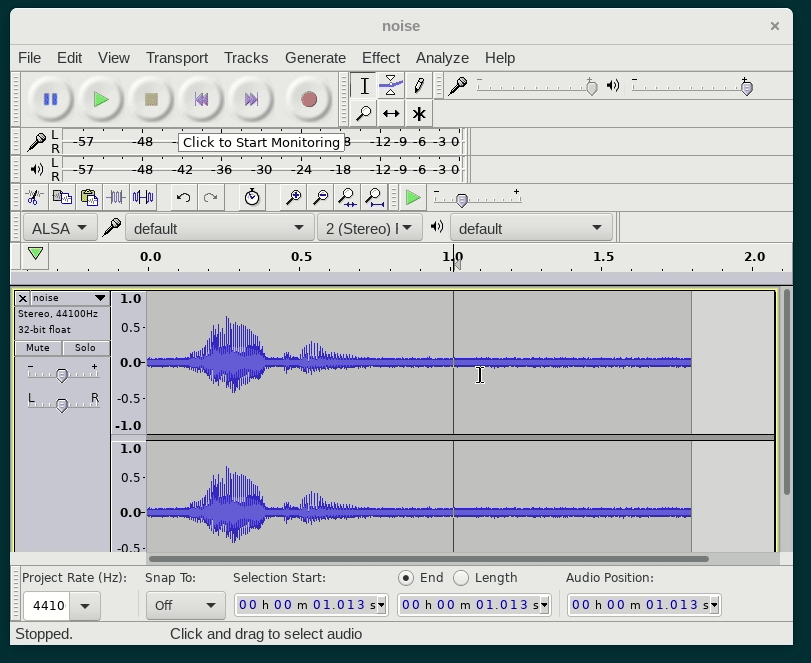 noise
File Edit View Transport Tracks Generate Effect Analyze Help
L
R
-57 -48 Click to Start Monitoring 8 -12 -9 -6 -3 0
L
R
-57 -48 -42 -36 -30 -24 -18 -12 -9 -6 -3 0
ALSA default 2 (Stereo) default
0.0 0.5 1.0 1.5 2.0
noise
Stereo, 44100Hz
32-bit float
Mute Solo
- +
L R
1.0
0.5
0.0
-0.5
-1.0
1.0
0.5
0.0
-0.5
Project Rate (Hz): Snap To: Selection Start: End Length Audio Position:
4410 Off 00 h 00 m 01.013 s 00 h 00 m 01.013 s 00 h 00 m 01.013 s
Stopped. Click and drag to select audio